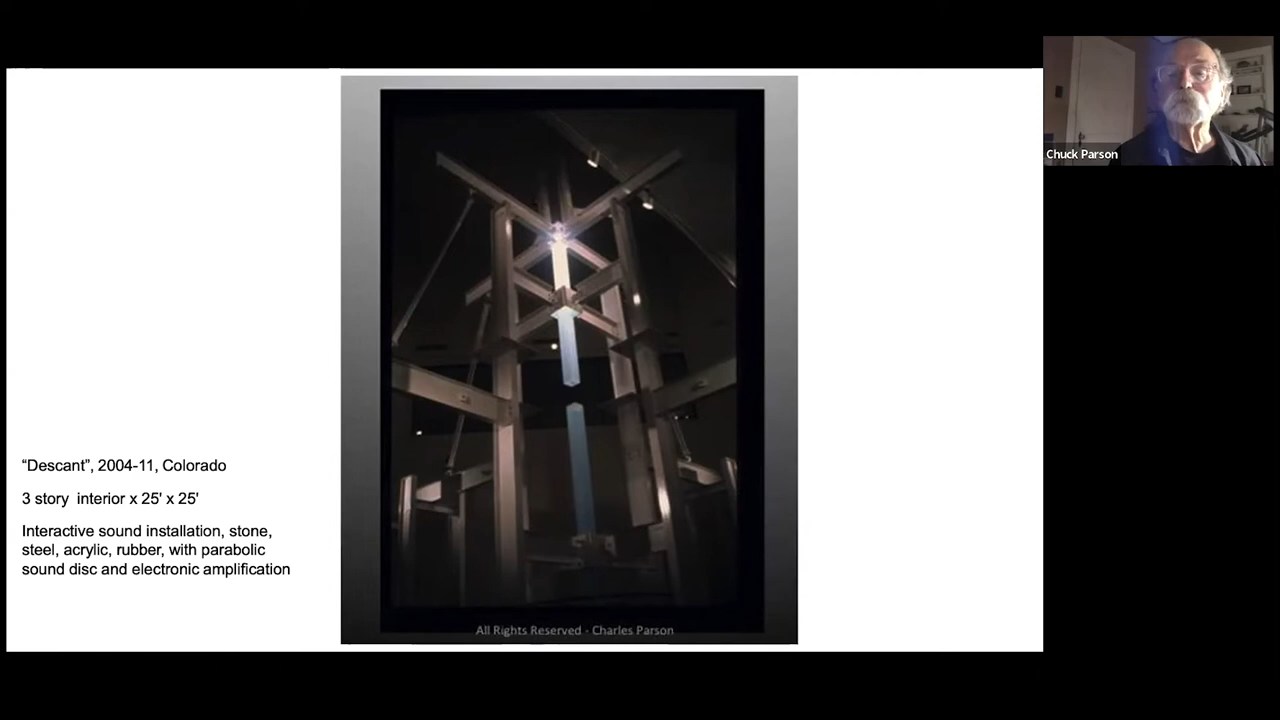 Chuck Parson
“Descant”, 2004-11, Colorado
3 story interior x 25' x 25'
Interactive sound installation, stone,
steel, acrylic, rubber, with parabolic
sound disc and electronic amplification
All Rights Reserved - Charles Parson